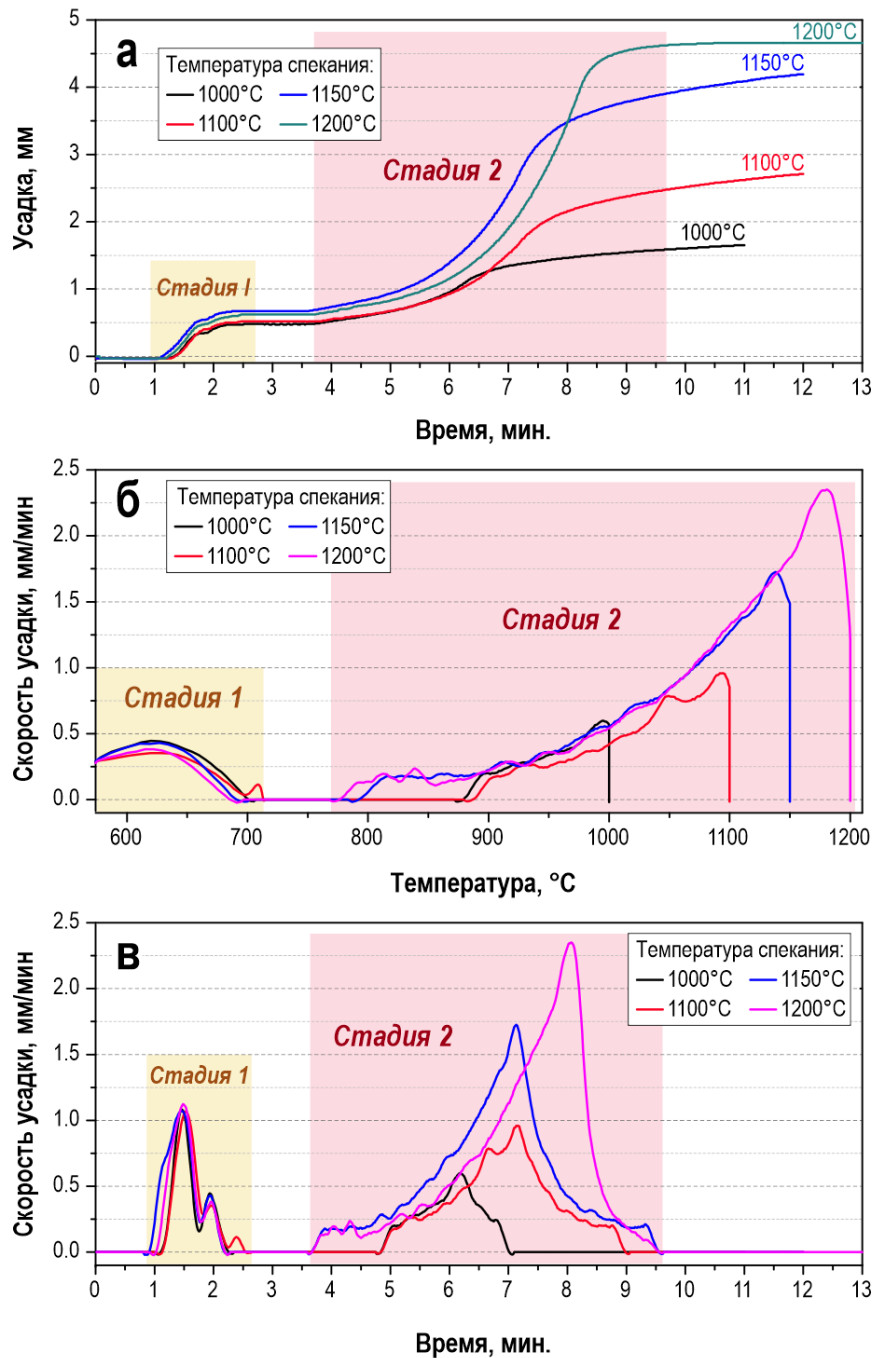 а
5
4
3
2
1
0
Усадка, мм
Температура спекания:
1000°C 1150°C
1100°C 1200°C
Стадия I
Стадия 2
1200°C
1150°C
1100°C
1000°C
0 1 2 3 4 5 6 7 8 9 10 11 12 13
Время, мин.
б
2.5
2.0
1.5
1.0
0.5
0.0
Скорость усадки, мм/мин
Температура спекания:
1000°C 1150°C
1100°C 1200°C
Стадия 1
Стадия 2
600 700 800 900 1000 1100 1200
Температура, °C
в
2.5
2.0
1.5
1.0
0.5
0.0
Скорость усадки, мм/мин
Температура спекания:
1000°C 1150°C
1100°C 1200°C
Стадия 1
Стадия 2
0 1 2 3 4 5 6 7 8 9 10 11 12 13
Время, мин.